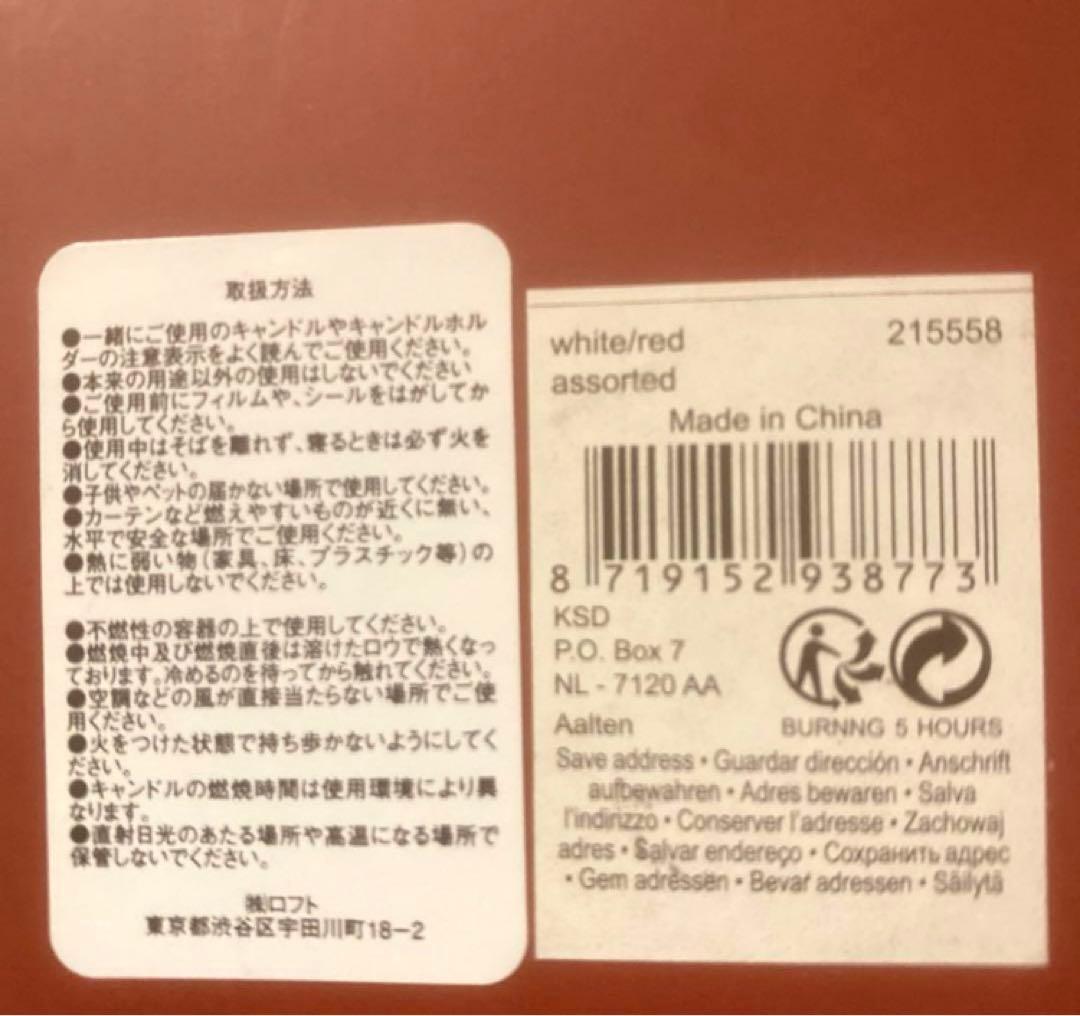 取扱方法
●一緒にご使用のキャンドルやキャンドルホル
ダーの注意表示をよく読んでご使用ください。
●本来の用途以外の使用はしないでください
●ご使用前にフィルムや、シールをはがしてか
ら使用してください。
●使用中はそばを離れず、寝るときは必ず火を
消してください。
●子供やペットの届かない場所で使用してください。
●カーテンなど燃えやすいものが近くに無い、
水平で安全な場所でご使用ください。
●熱に弱い物（家具、床、プラスチック等）の
上では使用しないでください。
●不燃性の容器の上で使用してください。
●燃焼中及び燃焼直後は溶けたロウで熱くなっ
ております。冷めるのを待ってから触れてください。
●空調などの風が直接当たらない場所でご使
用ください。
●火をつけた状態で持ち歩かないようにしてく
ださい。
●キャンドルの燃焼時間は使用環境により異
なります。
●直射日光のあたる場所や高温になる場所で
保管しないでください。
㈱ロフト
東京都渋谷区宇田川町18−2
white/red 215558
assorted
Made in China
8 719152 938773
KSD
P.O. Box 7
NL - 7120 AA
Aalten BURNNG 5 HOURS
Save address • Guardar dirección • Anschrift
aufbewahren • Adres bewaren • Salva
l'indirizzo • Conserver l'adresse • Zachowaj
adres • Salvar endereço • Сохранить адрес
• Gem adressen • Bevar adressen • Säilytä